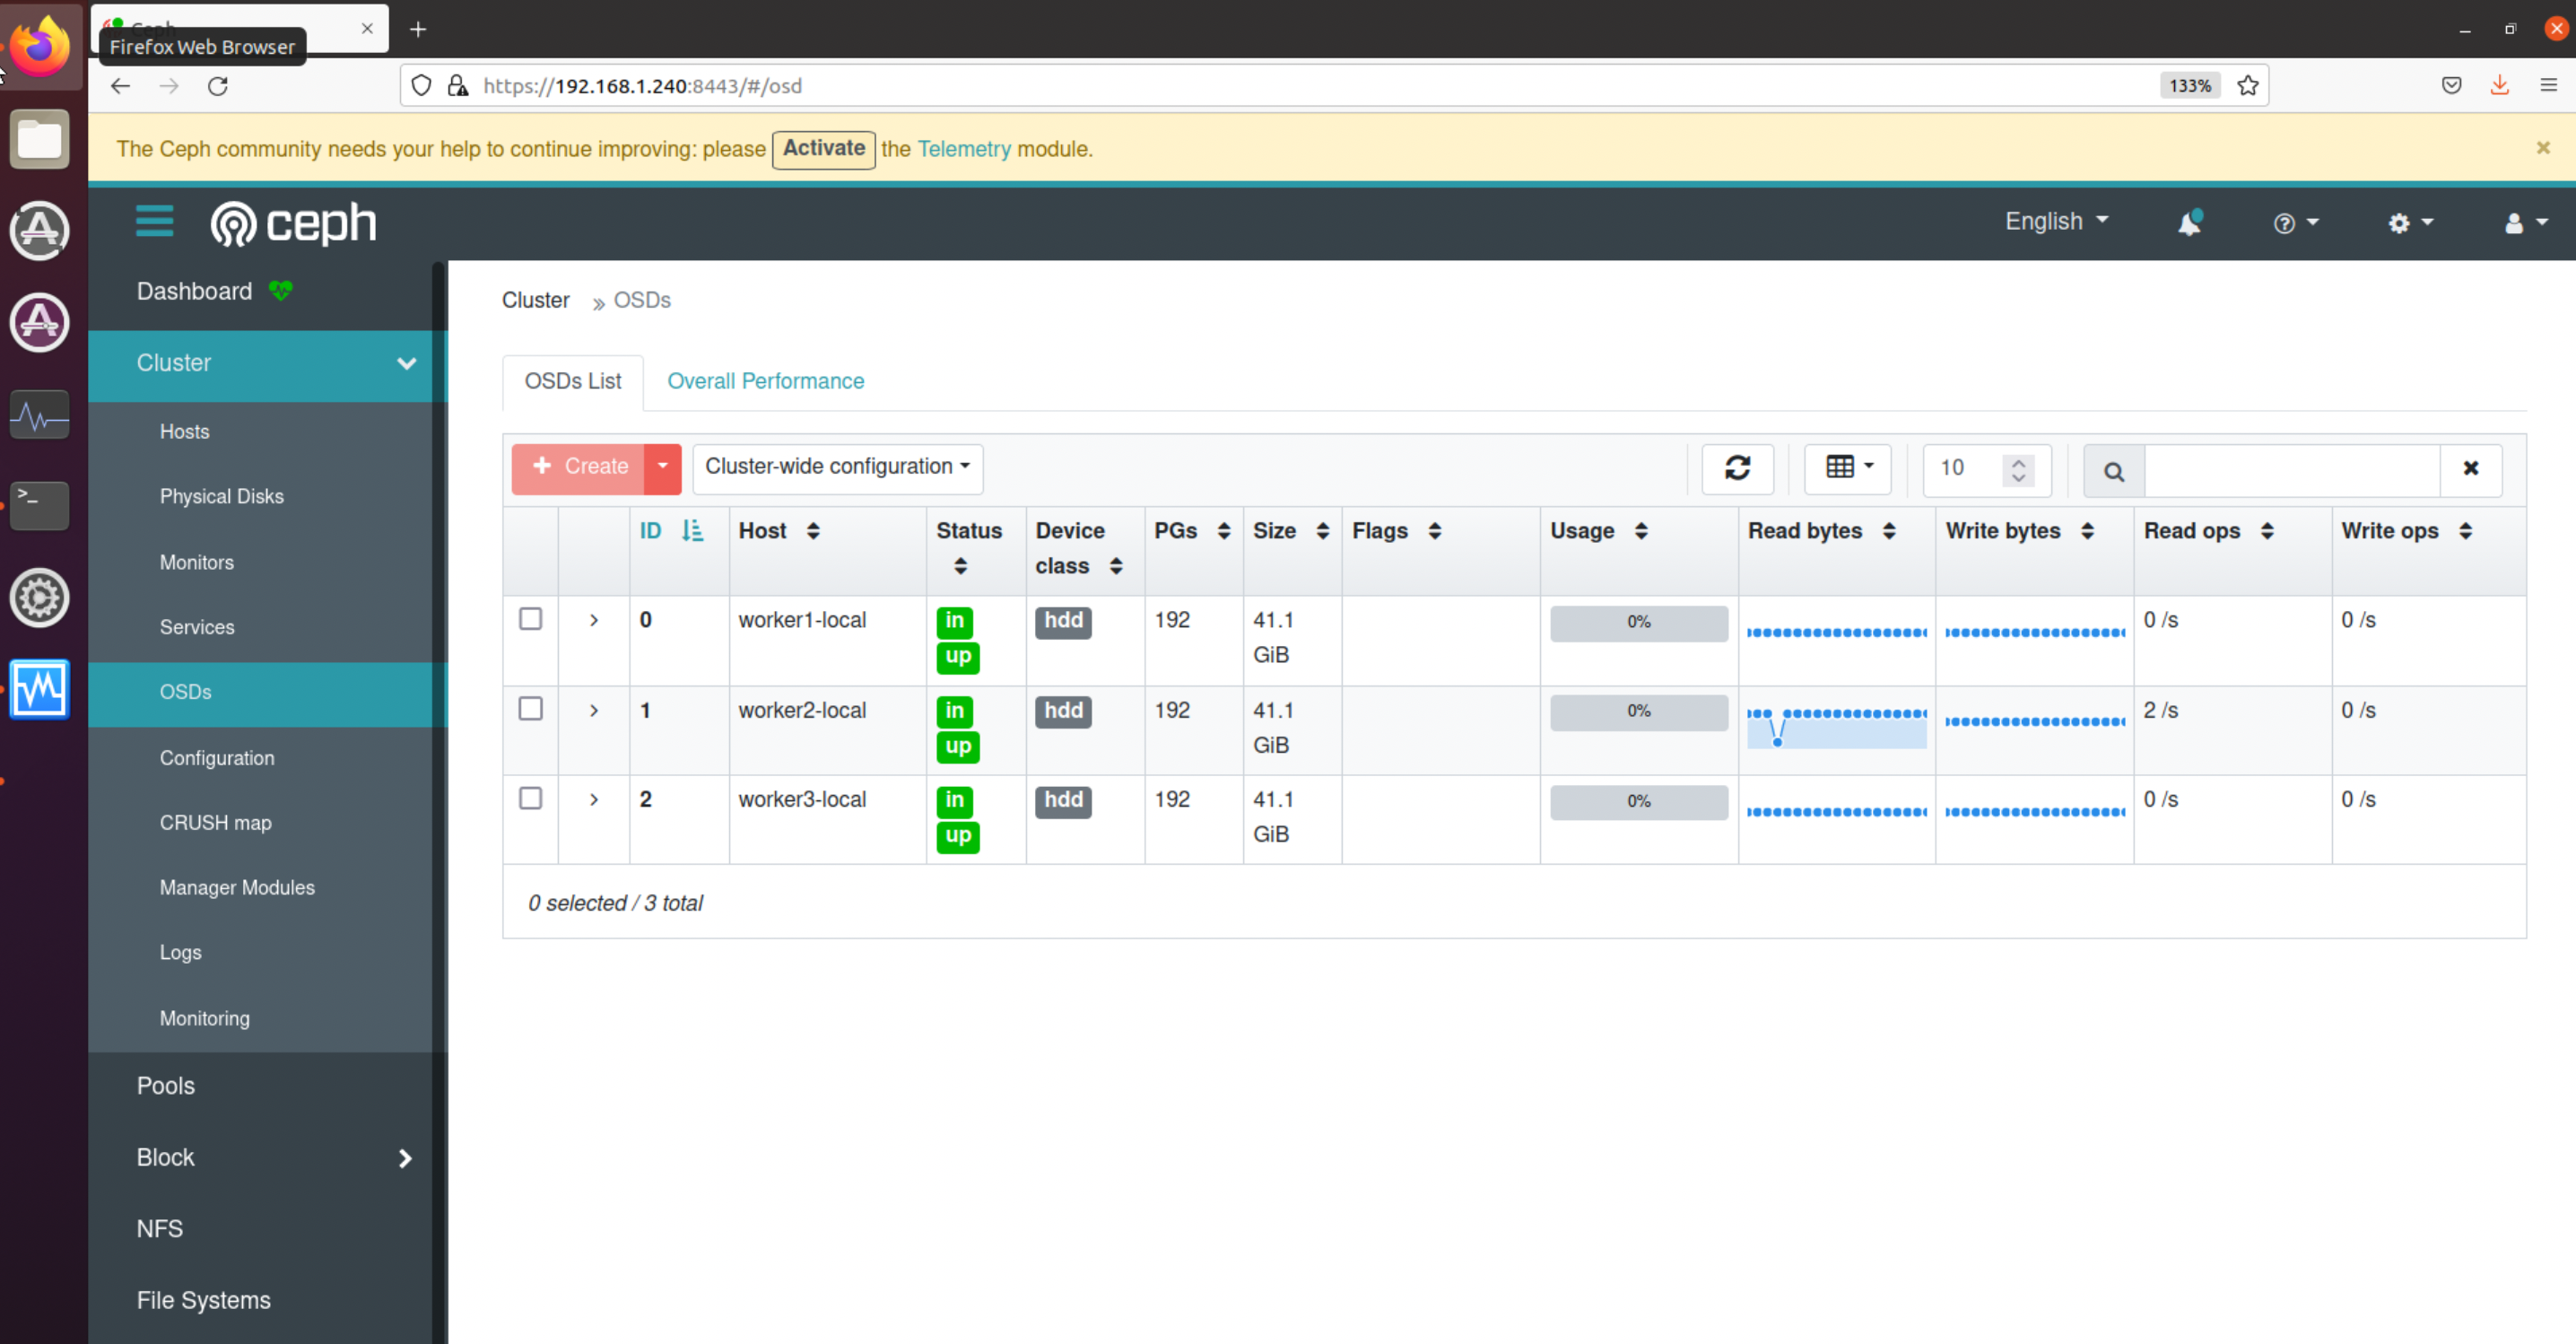 Ceph
Firefox Web Browser
https://192.168.1.240:8443/#/osd
133%
The Ceph community needs your help to continue improving: please Activate the Telemetry module.
ceph
English
Dashboard
Cluster
Hosts
Physical Disks
Monitors
Services
OSDs
Configuration
CRUSH map
Manager Modules
Logs
Monitoring
Pools
Block
NFS
File Systems
Cluster » OSDs
OSDs List Overall Performance
+ Create Cluster-wide configuration 10
ID Host Status Device class PGs Size Flags Usage Read bytes Write bytes Read ops Write ops
0 worker1-local in up hdd 192 41.1 GiB 0% 0 /s 0 /s
1 worker2-local in up hdd 192 41.1 GiB 0% 2 /s 0 /s
2 worker3-local in up hdd 192 41.1 GiB 0% 0 /s 0 /s
0 selected / 3 total